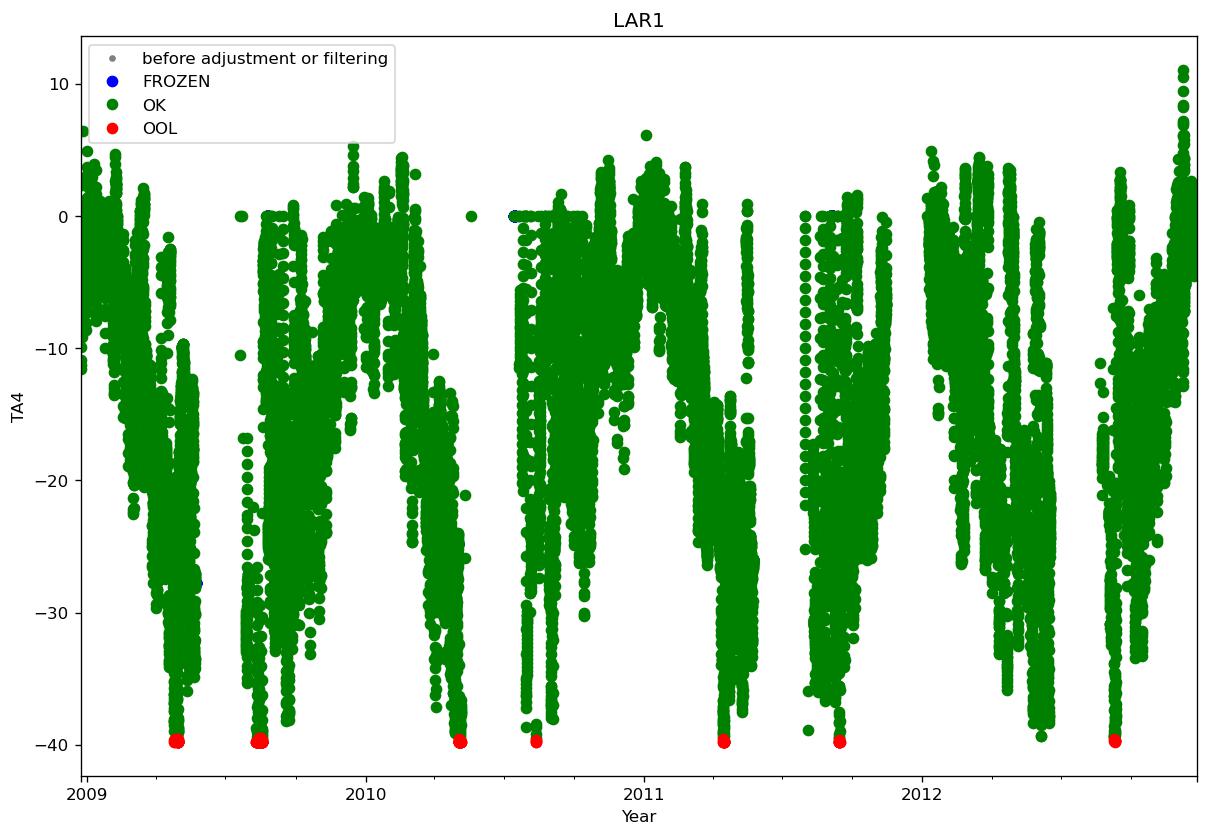 LAR1
before adjustment or filtering
FROZEN
OK
OOL
10
0
−10
−20
−30
−40
TA4
2009
2010
2011
2012
Year